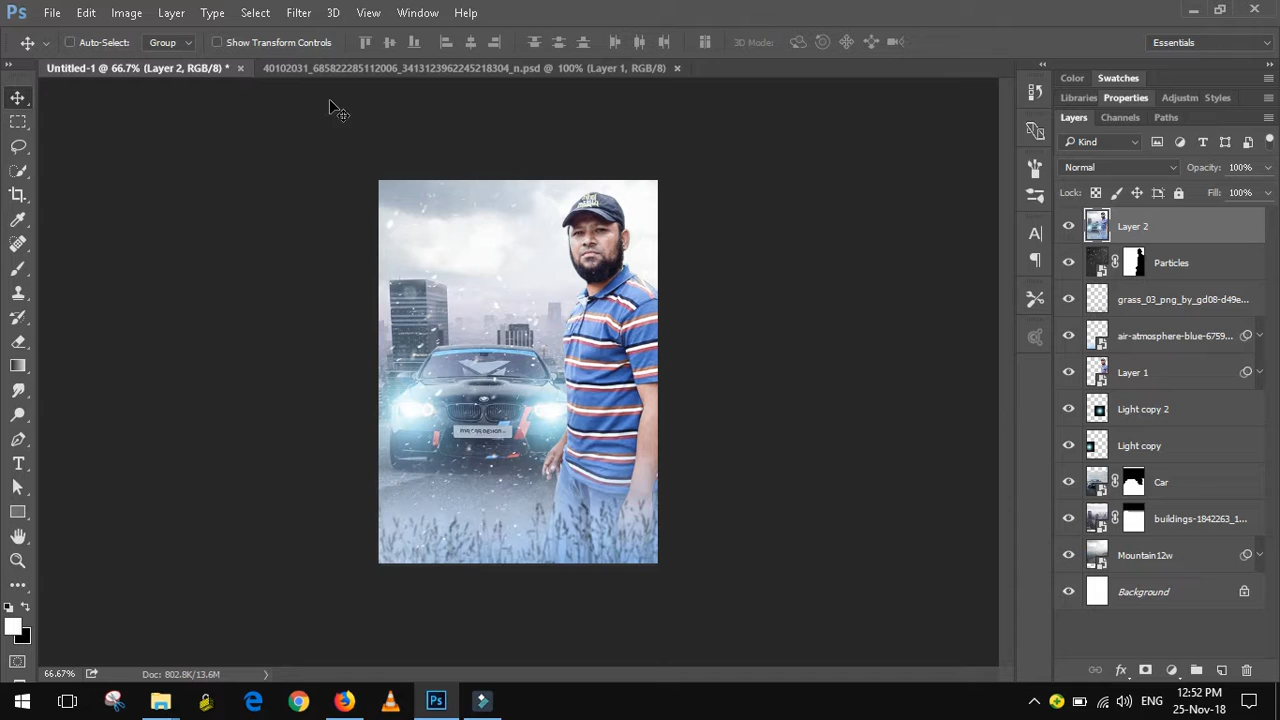 Ps File Edit Image Layer Type Select Filter 3D View Window Help
Auto-Select: Group Show Transform Controls 3D Mode: Essentials
Untitled-1 @ 66.7% (Layer 2, RGB/8) * × 40102031_685822285112006_3413123962245218304_n.psd @ 100% (Layer 1, RGB/8) ×
Color Swatches
Libraries Properties Adjustm Styles
Layers Channels Paths
Kind
Normal Opacity: 100%
Lock: Fill: 100%
Layer 2
Particles
grass_03_png_by_gd08-d49e...
air-atmosphere-blue-6759...
Layer 1
Light copy 2
Light copy
Car
buildings-1842263_1...
Mountain12w
Background
66.67% Doc: 802.8K/13.6M
Ps ENG 12:52 PM
25-Nov-18